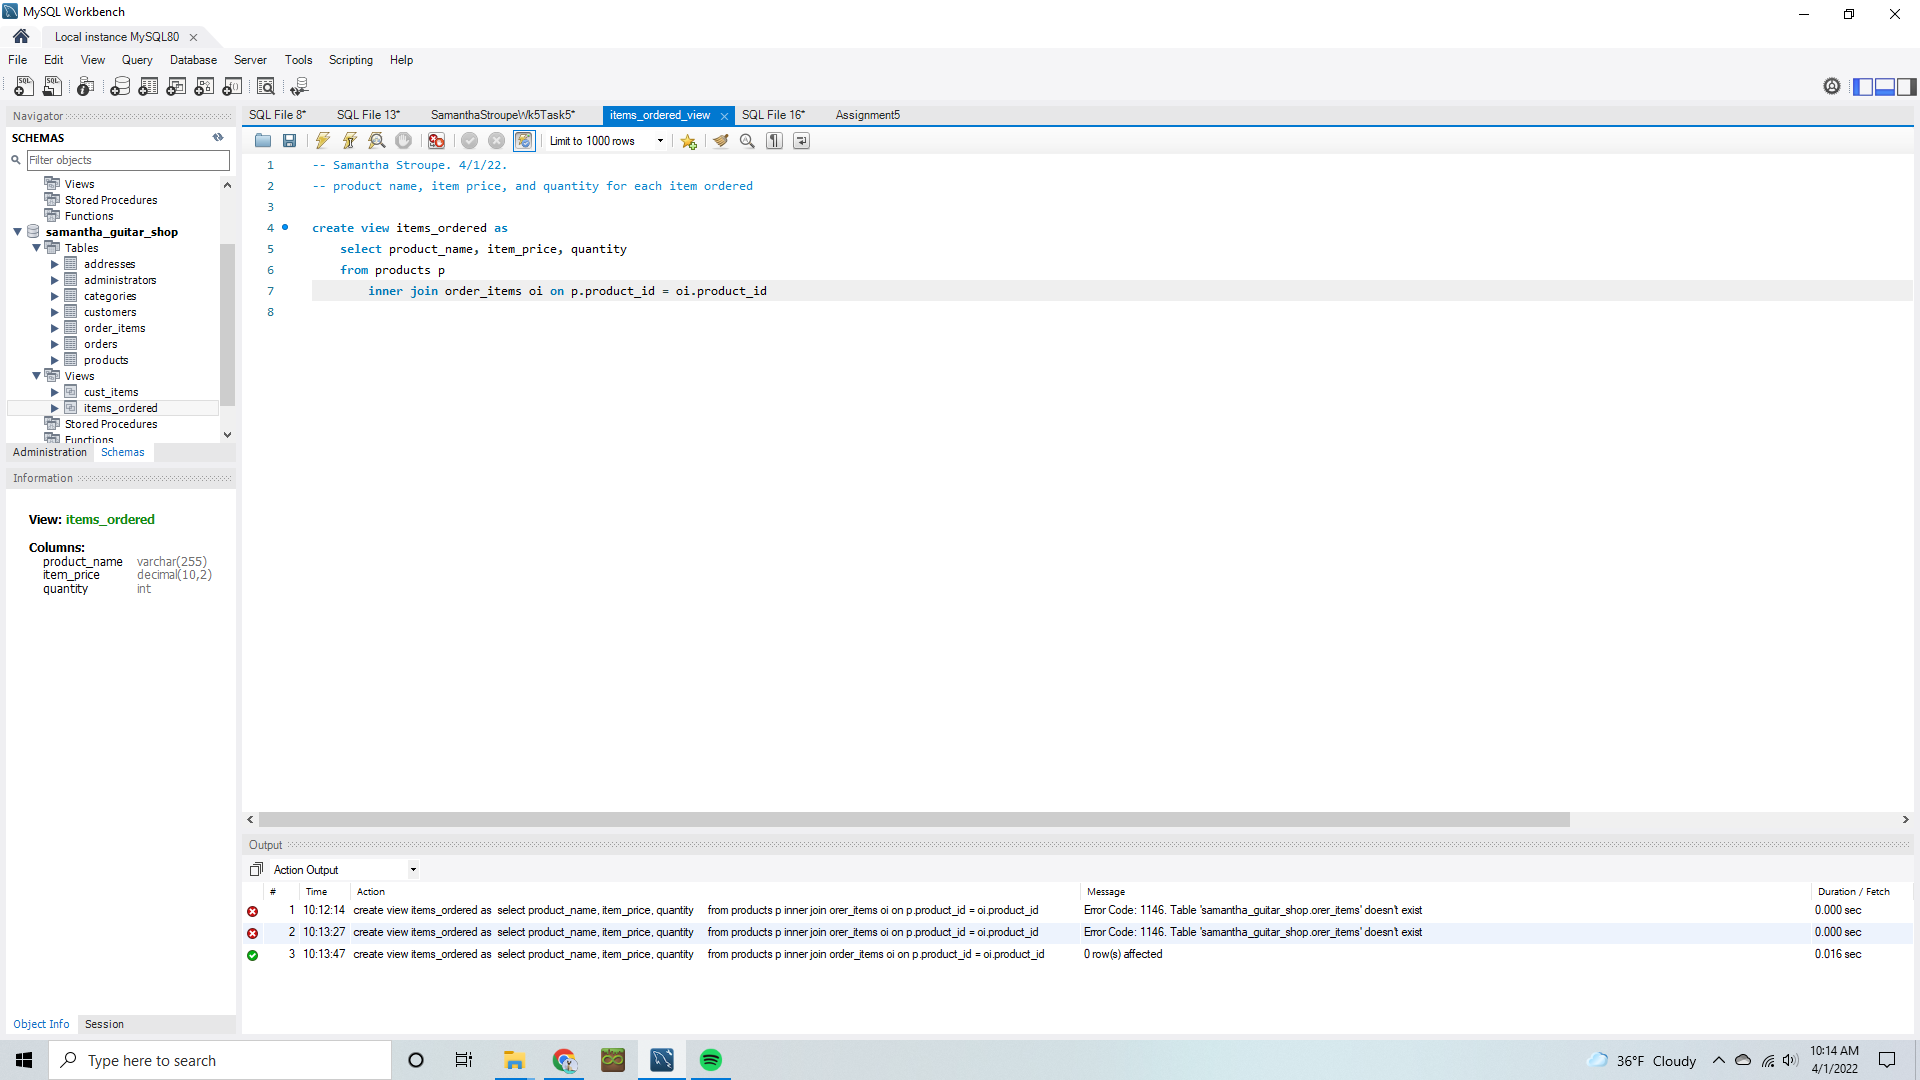 MySQL Workbench
Local instance MySQL80
File Edit View Query Database Server Tools Scripting Help
Navigator
SCHEMAS
Filter objects
Views
Stored Procedures
Functions
samantha_guitar_shop
Tables
addresses
administrators
categories
customers
order_items
orders
products
Views
cust_items
items_ordered
Stored Procedures
Functions
Administration Schemas
Information
View: items_ordered
Columns:
product_name varchar(255)
item_price decimal(10,2)
quantity int
Object Info Session
SQL File 8* SQL File 13* SamanthaStroupeWk5Task5* items_ordered_view SQL File 16* Assignment5
Limit to 1000 rows
1 -- Samantha Stroupe. 4/1/22.
2 -- product name, item price, and quantity for each item ordered
3
4 create view items_ordered as
5 select product_name, item_price, quantity
6 from products p
7 inner join order_items oi on p.product_id = oi.product_id
8
Output
Action Output
# Time Action Message Duration / Fetch
1 10:12:14 create view items_ordered as select product_name, item_price, quantity from products p inner join orer_items oi on p.product_id = oi.product_id Error Code: 1146. Table 'samantha_guitar_shop.orer_items' doesn't exist 0.000 sec
2 10:13:27 create view items_ordered as select product_name, item_price, quantity from products p inner join orer_items oi on p.product_id = oi.product_id Error Code: 1146. Table 'samantha_guitar_shop.orer_items' doesn't exist 0.000 sec
3 10:13:47 create view items_ordered as select product_name, item_price, quantity from products p inner join order_items oi on p.product_id = oi.product_id 0 row(s) affected 0.016 sec
Type here to search
36°F Cloudy
10:14 AM
4/1/2022